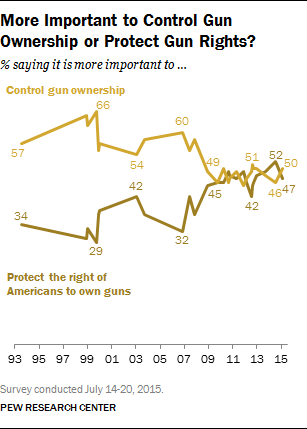 More Important to Control Gun
Ownership or Protect Gun Rights?
% saying it is more important to ...
Control gun ownership
66
60
57
54
49
51
52
50
34
42
45
46
47
42
32
29
Protect the right of
Americans to own guns
93 95 97 99 01 03 05 07 09 11 13 15
Survey conducted July 14-20, 2015.
PEW RESEARCH CENTER